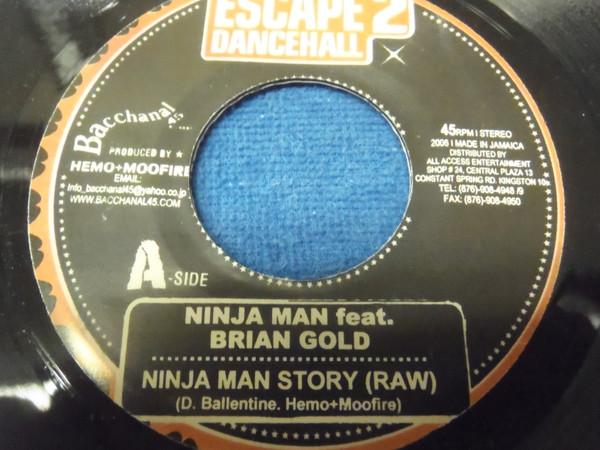 ESCAPE 2
DANCEHALL
Bacchanal
45
PRODUCED BY ★
HEMO+MOOFIRE
EMAIL:
Info_bacchanal45@yahoo.co.jp
WWW.BACCHANAL45.COM
45RPM I STEREO
2006 I MADE IN JAMAICA
DISTRIBUTED BY
ALL ACCESS ENTERTAINMENT
SHOP # 24, CENTRAL PLAZA 13
CONSTANT SPRING RD. KINGSTON 10
TEL: (876)-908-4948 /9
FAX: (876)-908-4950
A-SIDE
NINJA MAN feat.
BRIAN GOLD
NINJA MAN STORY (RAW)
(D. Ballentine. Hemo+Moofire)